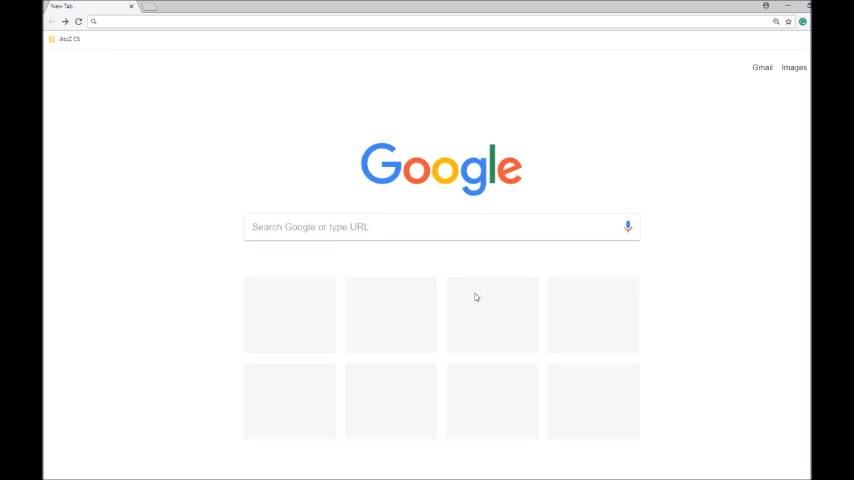 New Tab
AtoZ CS
Gmail Images
Google
Search Google or type URL